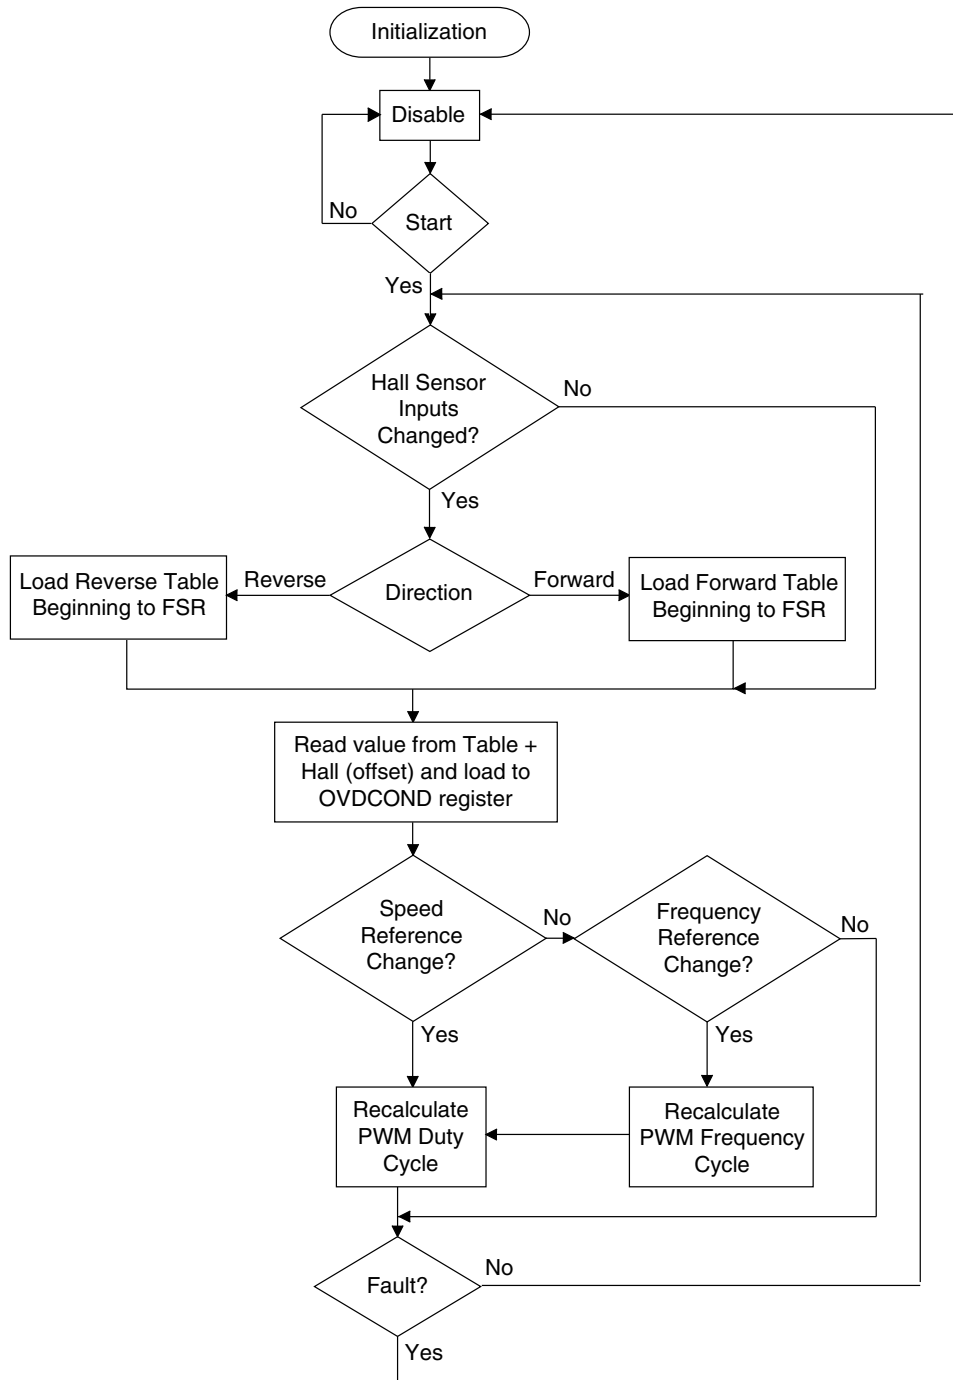 Initialization
Disable
No
Start
Yes
Hall Sensor
Inputs
Changed?
No
Yes
Load Reverse Table
Beginning to FSR
Reverse
Direction
Forward
Load Forward Table
Beginning to FSR
Read value from Table +
Hall (offset) and load to
OVDCOND register
Speed
Reference
Change?
No
Frequency
Reference
Change?
No
Yes
Yes
Recalculate
PWM Duty
Cycle
Recalculate
PWM Frequency
Cycle
Fault?
No
Yes